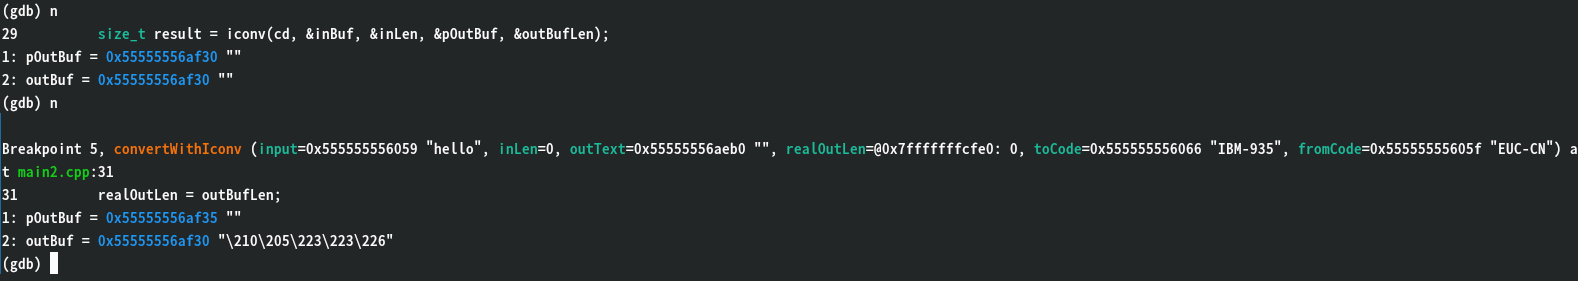 (gdb) n
29          size_t result = iconv(cd, &inBuf, &inLen, &pOutBuf, &outBufLen);
1: pOutBuf = 0x55555556af30 ""
2: outBuf = 0x55555556af30 ""
(gdb) n
Breakpoint 5, convertWithIconv (input=0x555555556059 "hello", inLen=0, outText=0x55555556aeb0 "", realOutLen=@0x7fffffffcfe0: 0, toCode=0x555555556066 "IBM-935", fromCode=0x55555555605f "EUC-CN") a
t main2.cpp:31
31          realOutLen = outBufLen;
1: pOutBuf = 0x55555556af35 ""
2: outBuf = 0x55555556af30 "\210\205\223\223\226"
(gdb)